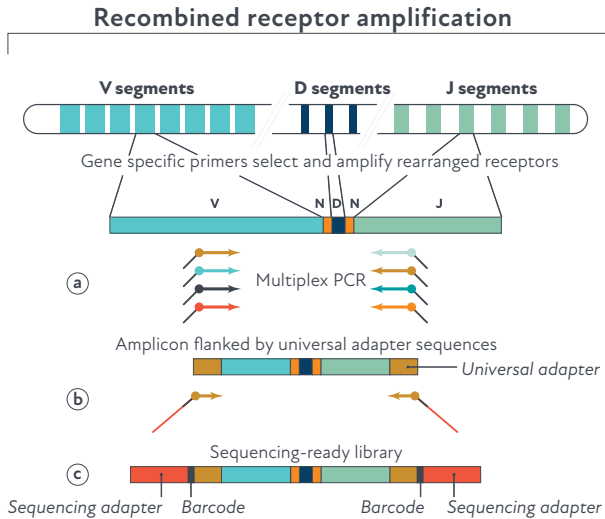 Recombined receptor amplification
V segments D segments J segments
Gene specific primers select and amplify rearranged receptors
V N D N J
a Multiplex PCR
Amplicon flanked by universal adapter sequences
Universal adapter
b
Sequencing-ready library
c
Sequencing adapter Barcode Barcode Sequencing adapter